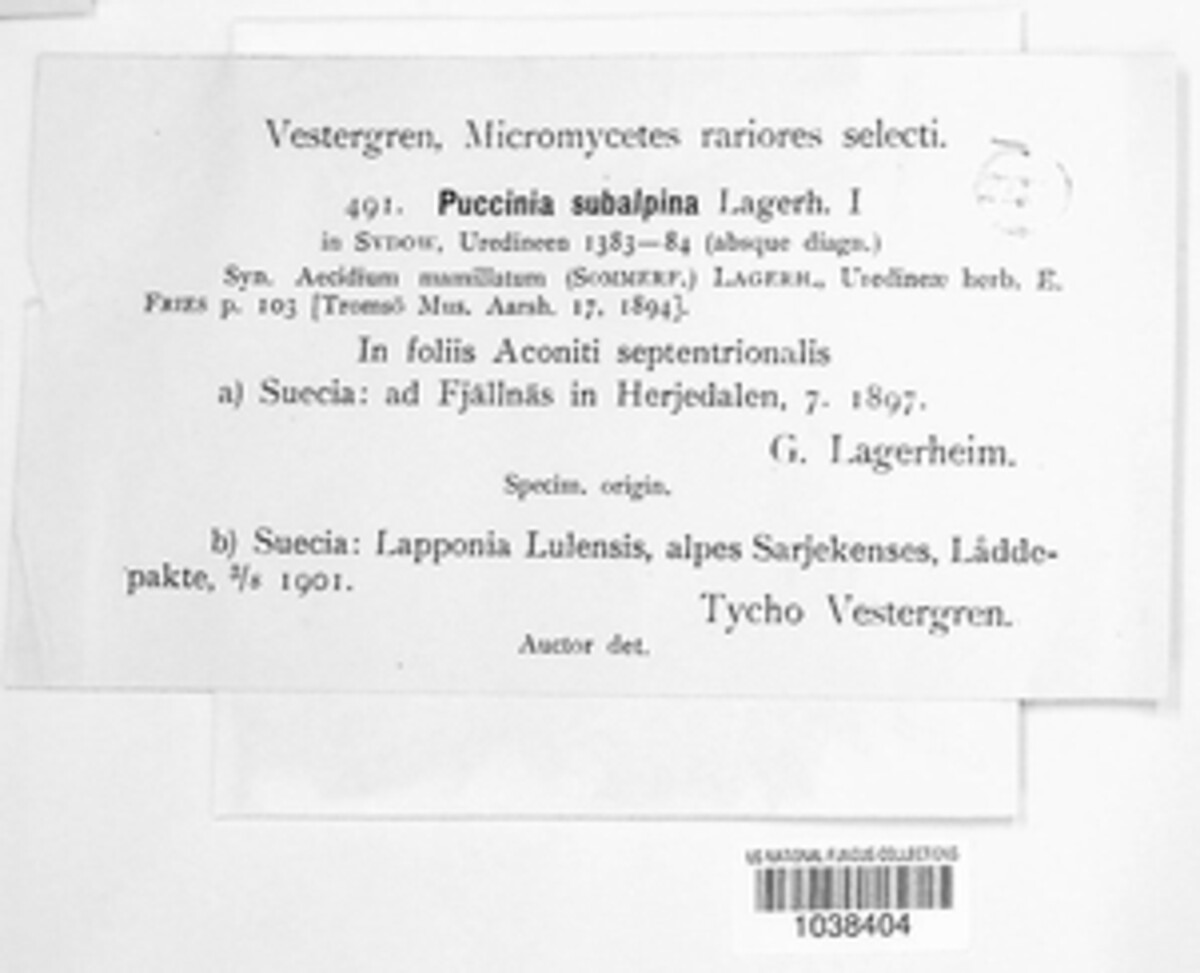 Vestergren, Micromycetes rariores selecti.
491. Puccinia subalpina Lagerh. I
in SYDOW, Uredineen 1383—84 (absque diagn.)
Syn. Aecidium mamillatum (SOMMERF.) LAGERH., Uredineæ herb. E.
FRIES p. 103 [Tromsö Mus. Aarsh. 17, 1894].
In foliis Aconiti septentrionalis
a) Suecia: ad Fjällnäs in Herjedalen, 7. 1897.
G. Lagerheim.
Specim. origin.
b) Suecia: Lapponia Lulensis, alpes Sarjekenses, Lådde-
pakte, 3/8 1901.
Tycho Vestergren.
Auctor det.
US NATIONAL FUNGUS COLLECTIONS
1038404